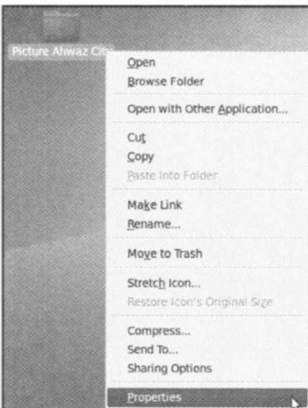 Picture Ahwaz City
Open
Browse Folder
Open with Other Application...
Cut
Copy
Paste Into Folder
Make Link
Rename...
Move to Trash
Stretch Icon...
Restore Icon's Original Size
Compress...
Send To...
Sharing Options
Properties